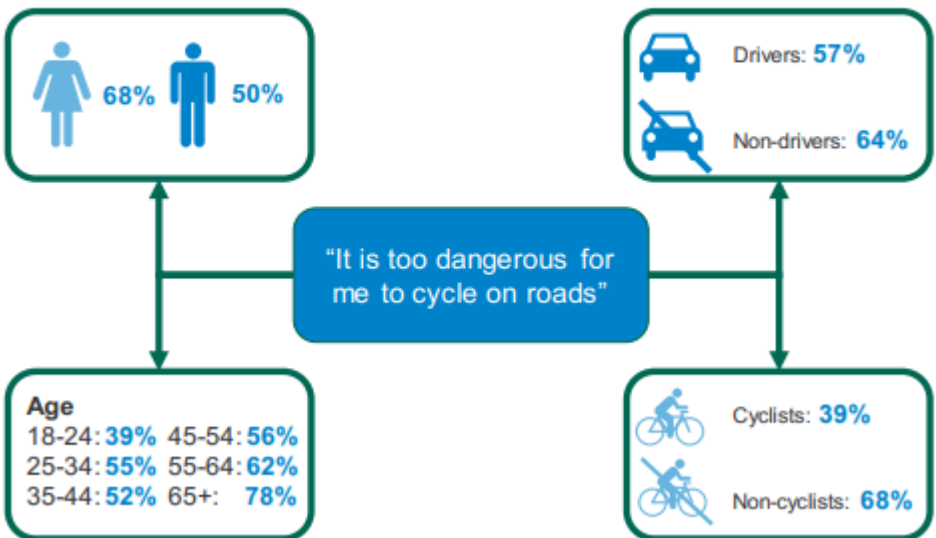 68% 50%
Drivers: 57%
Non-drivers: 64%
“It is too dangerous for
me to cycle on roads”
Age
18-24: 39% 45-54: 56%
25-34: 55% 55-64: 62%
35-44: 52% 65+: 78%
Cyclists: 39%
Non-cyclists: 68%